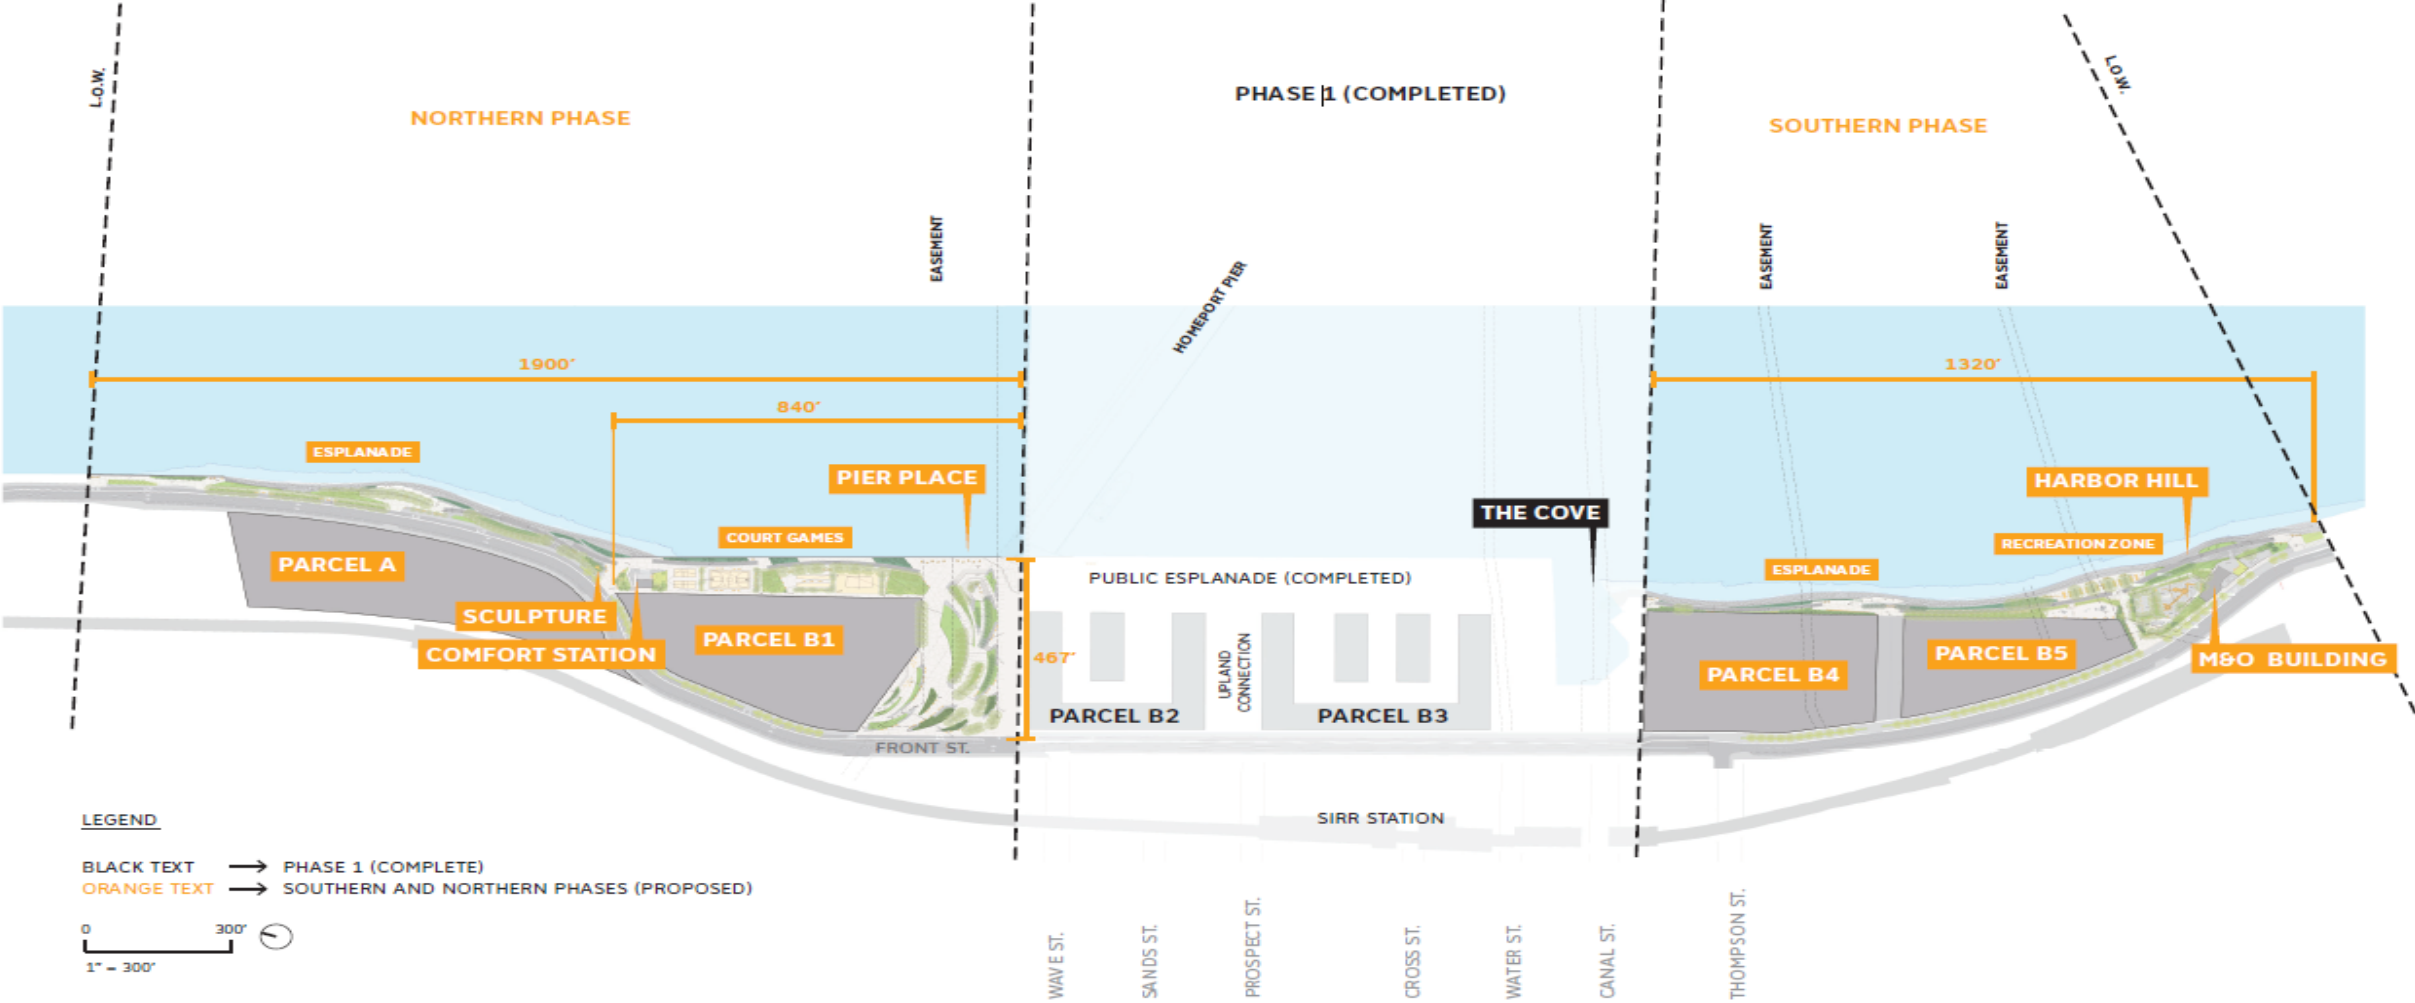 L.O.W.
NORTHERN PHASE
PHASE 1 (COMPLETED)
SOUTHERN PHASE
L.O.W.
EASEMENT
HOMEPORT PIER
EASEMENT
EASEMENT
1900'
1320'
840'
ESPLANADE
PIER PLACE
HARBOR HILL
THE COVE
COURT GAMES
RECREATION ZONE
PARCEL A
PUBLIC ESPLANADE (COMPLETED)
ESPLANADE
SCULPTURE
COMFORT STATION
PARCEL B1
467'
UPLAND
CONNECTION
PARCEL B4
PARCEL B5
M&O BUILDING
PARCEL B2
PARCEL B3
FRONT ST.
SIRR STATION
LEGEND
BLACK TEXT → PHASE 1 (COMPLETE)
ORANGE TEXT → SOUTHERN AND NORTHERN PHASES (PROPOSED)
0 300'
1" = 300'
WAVE ST.
SANDS ST.
PROSPECT ST.
CROSS ST.
WATER ST.
CANAL ST.
THOMPSON ST.